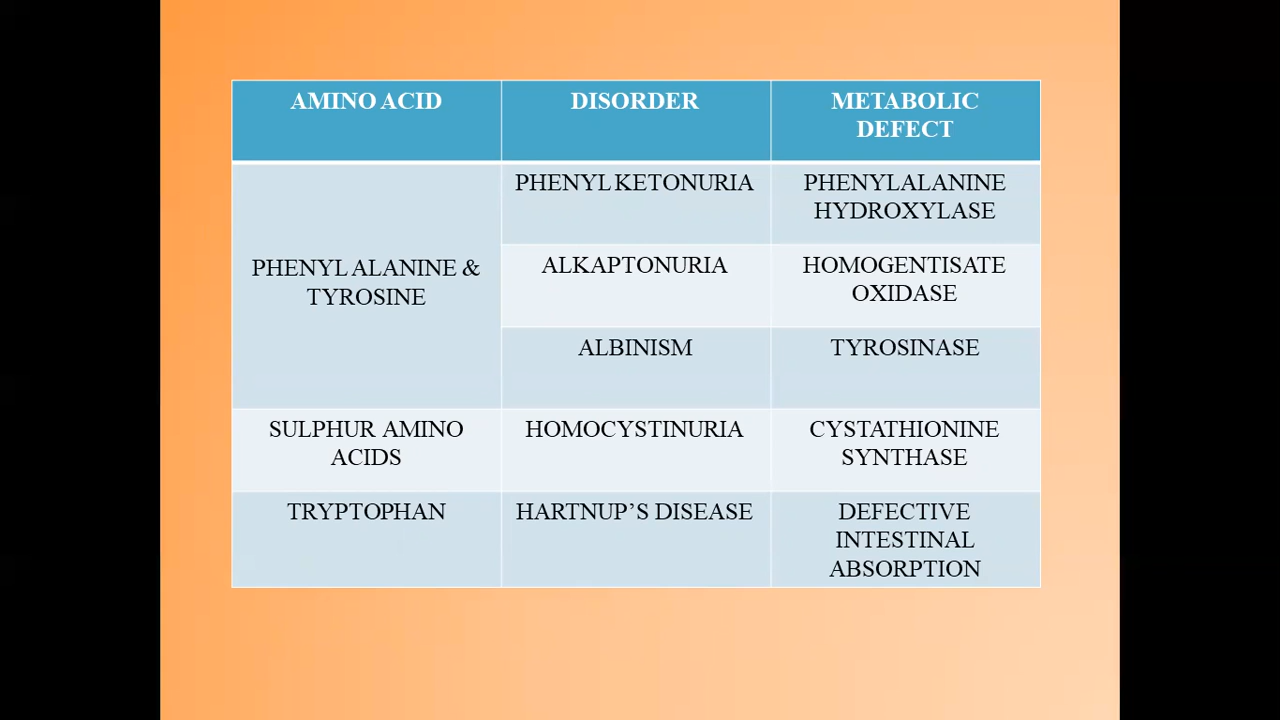 AMINO ACID
DISORDER
METABOLIC
DEFECT
PHENYL ALANINE &
TYROSINE
PHENYL KETONURIA
PHENYLALANINE
HYDROXYLASE
ALKAPTONURIA
HOMOGENTISATE
OXIDASE
ALBINISM
TYROSINASE
SULPHUR AMINO
ACIDS
HOMOCYSTINURIA
CYSTATHIONINE
SYNTHASE
TRYPTOPHAN
HARTNUP’S DISEASE
DEFECTIVE
INTESTINAL
ABSORPTION